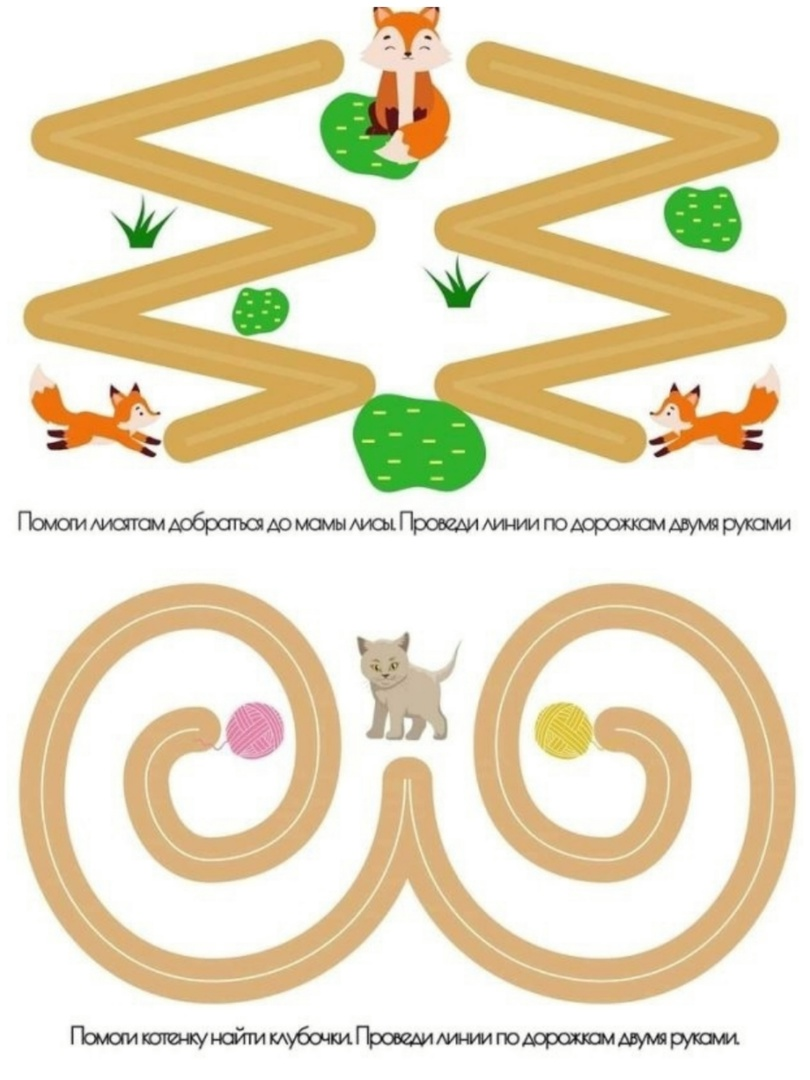 Помоги лисятам добраться до мамы лисы. Проведи линии по дорожкам двумя руками
Помоги котенку найти клубочки. Проведи линии по дорожкам двумя руками.